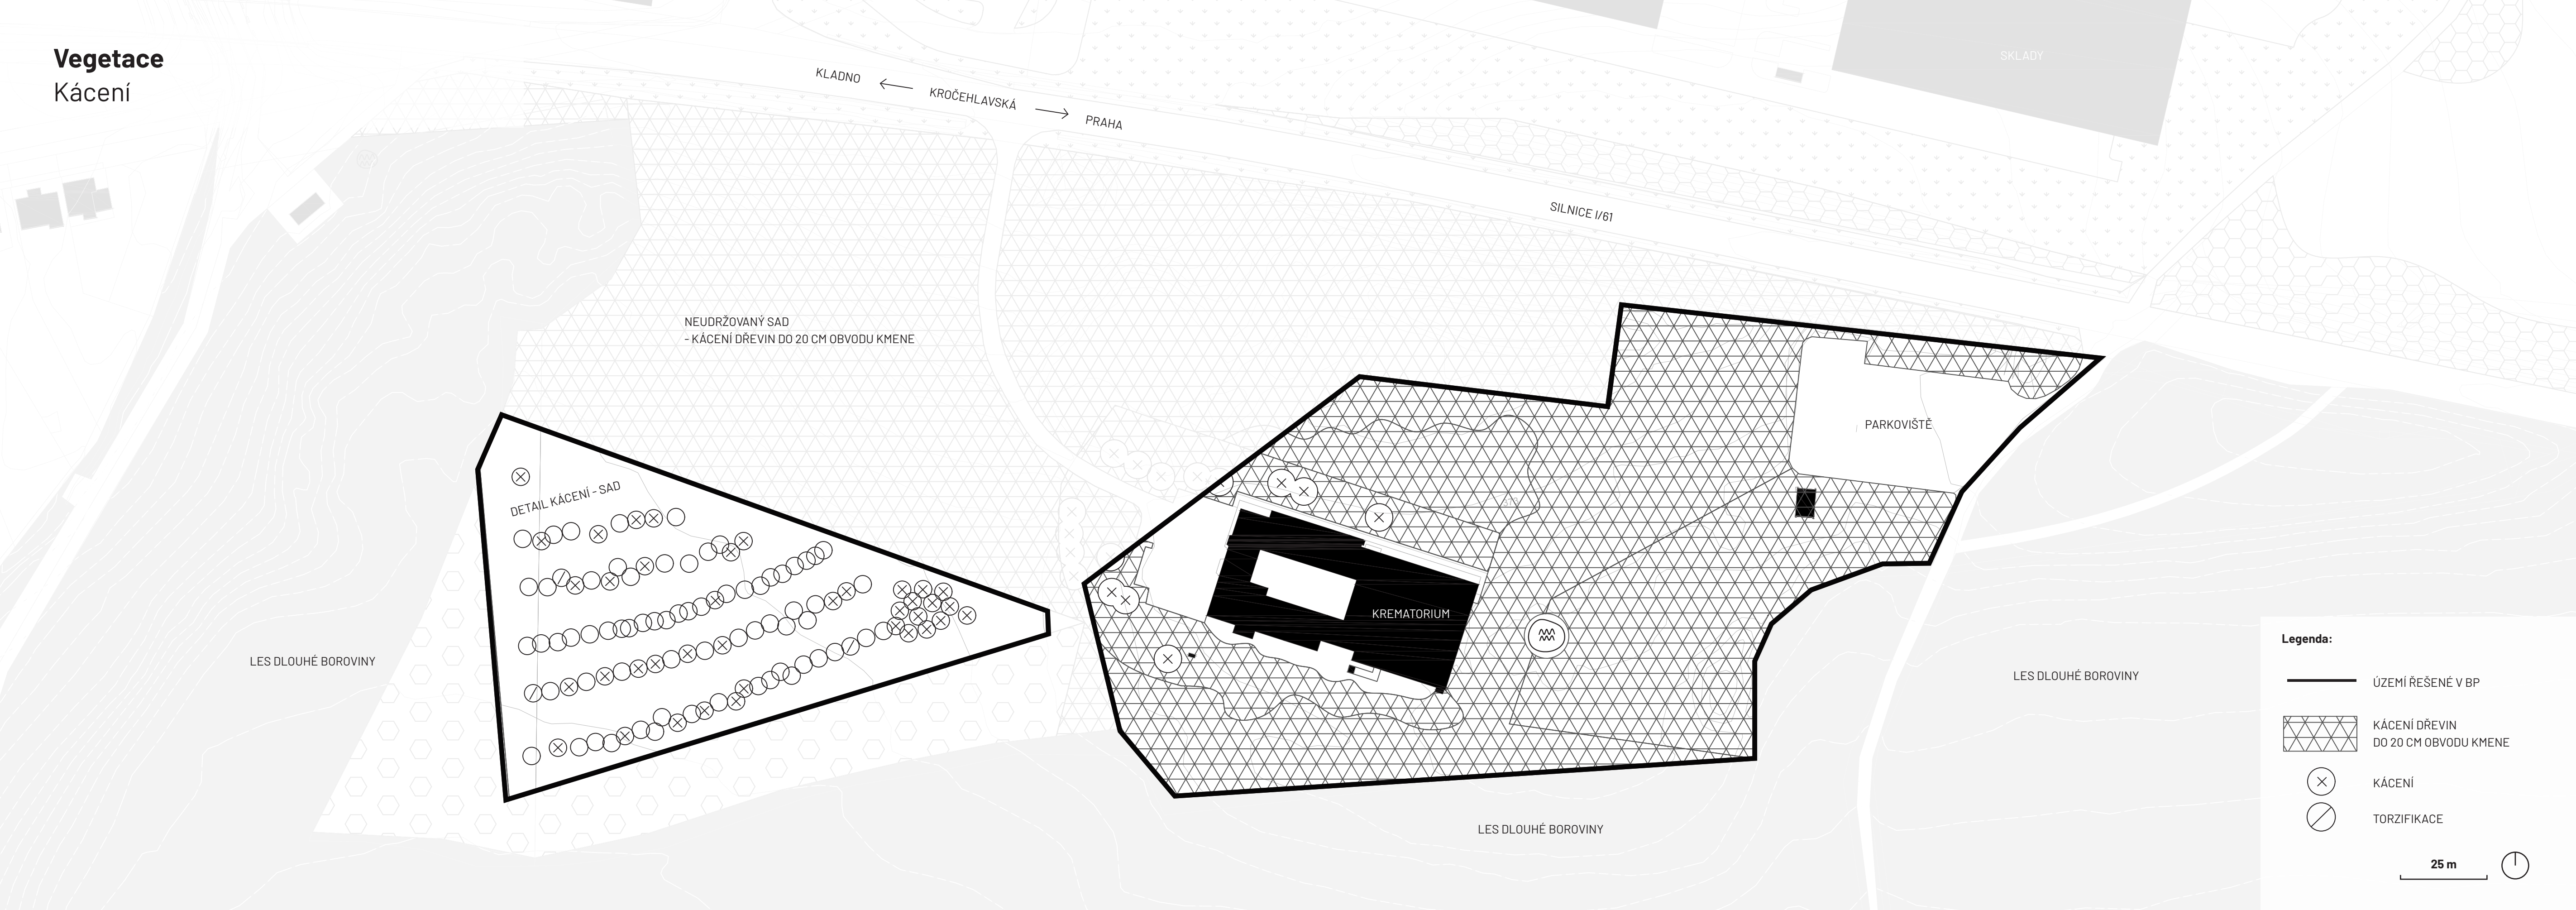 Vegetace
Kácení
KLADNO
KROČEHLAVSKÁ
PRAHA
SKLADY
SILNICE I/61
NEUDRŽOVANÝ SAD
- KÁCENÍ DŘEVIN DO 20 CM OBVODU KMENE
PARKOVIŠTĚ
DETAIL KÁCENÍ - SAD
KREMATORIUM
LES DLOUHÉ BOROVINY
LES DLOUHÉ BOROVINY
LES DLOUHÉ BOROVINY
Legenda:
ÚZEMÍ ŘEŠENÉ V BP
KÁCENÍ DŘEVIN
DO 20 CM OBVODU KMENE
KÁCENÍ
TORZIFIKACE
25 m